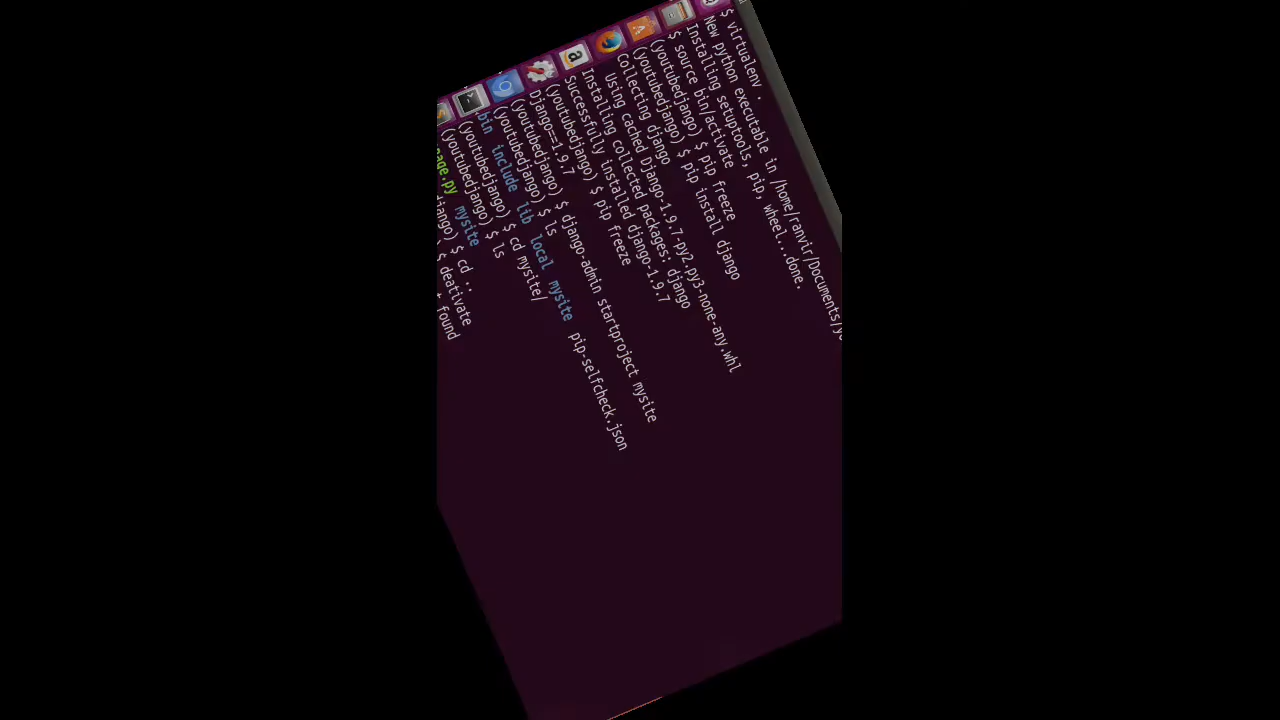 $ virtualenv .
New python executable in /home/ranvir/Documents/
Installing setuptools, pip, wheel...done.
$ source bin/activate
(youtubedjango) $ pip freeze
(youtubedjango) $ pip install django
Collecting django
Using cached Django-1.9.7-py2.py3-none-any.whl
Installing collected packages: django
Successfully installed django-1.9.7
(youtubedjango) $ pip freeze
Django==1.9.7
(youtubedjango) $ django-admin startproject mysite
(youtubedjango) $ ls
bin include lib local mysite pip-selfcheck.json
(youtubedjango) $ cd mysite/
(youtubedjango) $ ls
mysite
$ cd ..
$ deativate
found